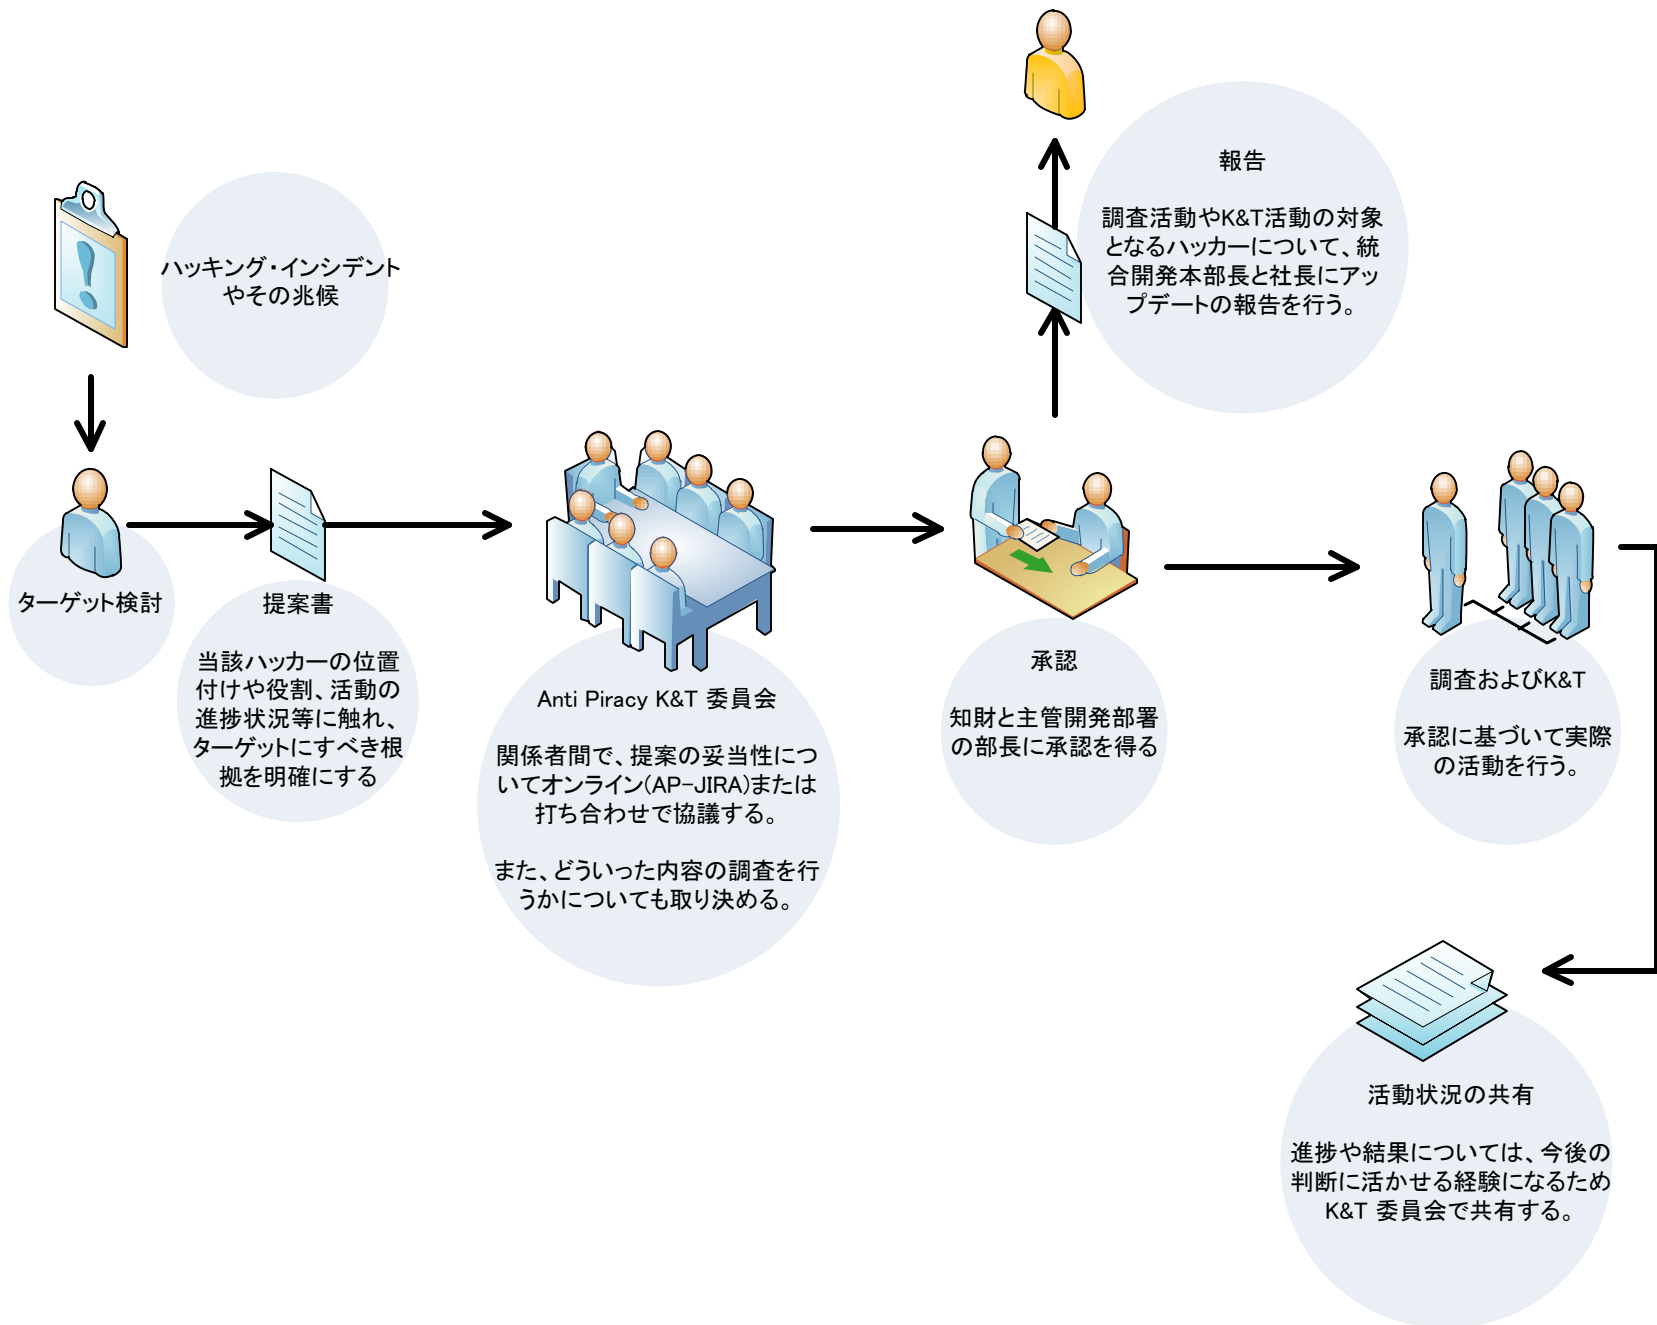 ハッキング・インシデント
やその兆候
ターゲット検討
提案書
当該ハッカーの位置
付けや役割、活動の
進捗状況等に触れ、
ターゲットにすべき根
拠を明確にする
Anti Piracy K&T 委員会
関係者間で、提案の妥当性につ
いてオンライン(AP-JIRA)または
打ち合わせで協議する。
また、どういった内容の調査を行
うかについても取り決める。
承認
知財と主管開発部署
の部長に承認を得る
報告
調査活動やK&T活動の対象
となるハッカーについて、統
合開発本部長と社長にアッ
プデートの報告を行う。
調査およびK&T
承認に基づいて実際
の活動を行う。
活動状況の共有
進捗や結果については、今後の
判断に活かせる経験になるため
K&T 委員会で共有する。